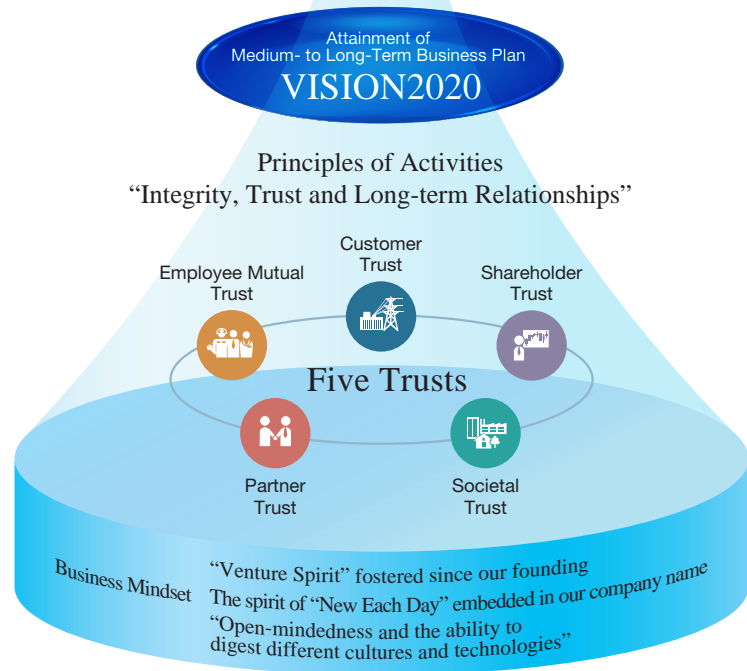 Attainment of
Medium- to Long-Term Business Plan
VISION2020
Principles of Activities
“Integrity, Trust and Long-term Relationships”
Customer
Trust
Employee Mutual
Trust
Shareholder
Trust
Five Trusts
Partner
Trust
Societal
Trust
Business Mindset
“Venture Spirit” fostered since our founding
The spirit of “New Each Day” embedded in our company name
“Open-mindedness and the ability to
digest different cultures and technologies”